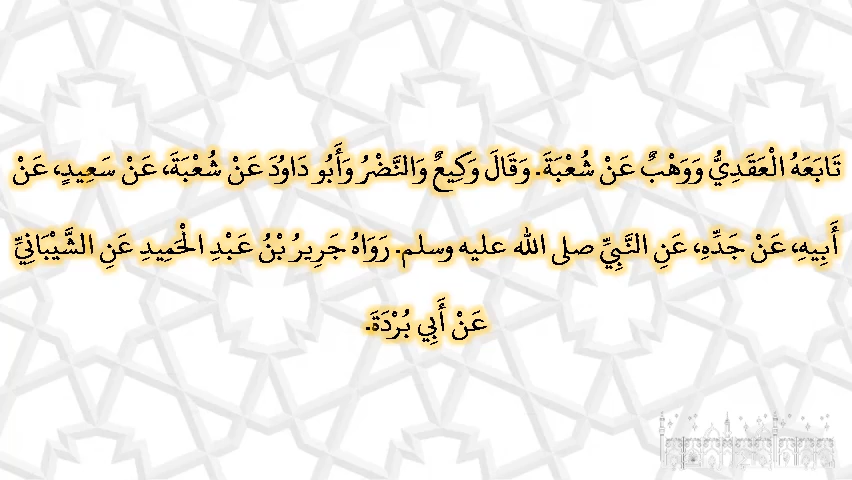 تَابَعَهُ الْعَقَدِيُّ وَوَهْبٌ عَنْ شُعْبَةَ‏.‏ وَقَالَ وَكِيعٌ وَالنَّضْرُ وَأَبُو دَاوُدَ عَنْ شُعْبَةَ، عَنْ سَعِيدٍ، عَنْ
أَبِيهِ، عَنْ جَدِّهِ، عَنِ النَّبِيِّ صلى الله عليه وسلم‏.‏ رَوَاهُ جَرِيرُ بْنُ عَبْدِ الْحَمِيدِ عَنِ الشَّيْبَانِيِّ
عَنْ أَبِي بُرْدَةَ‏.‏